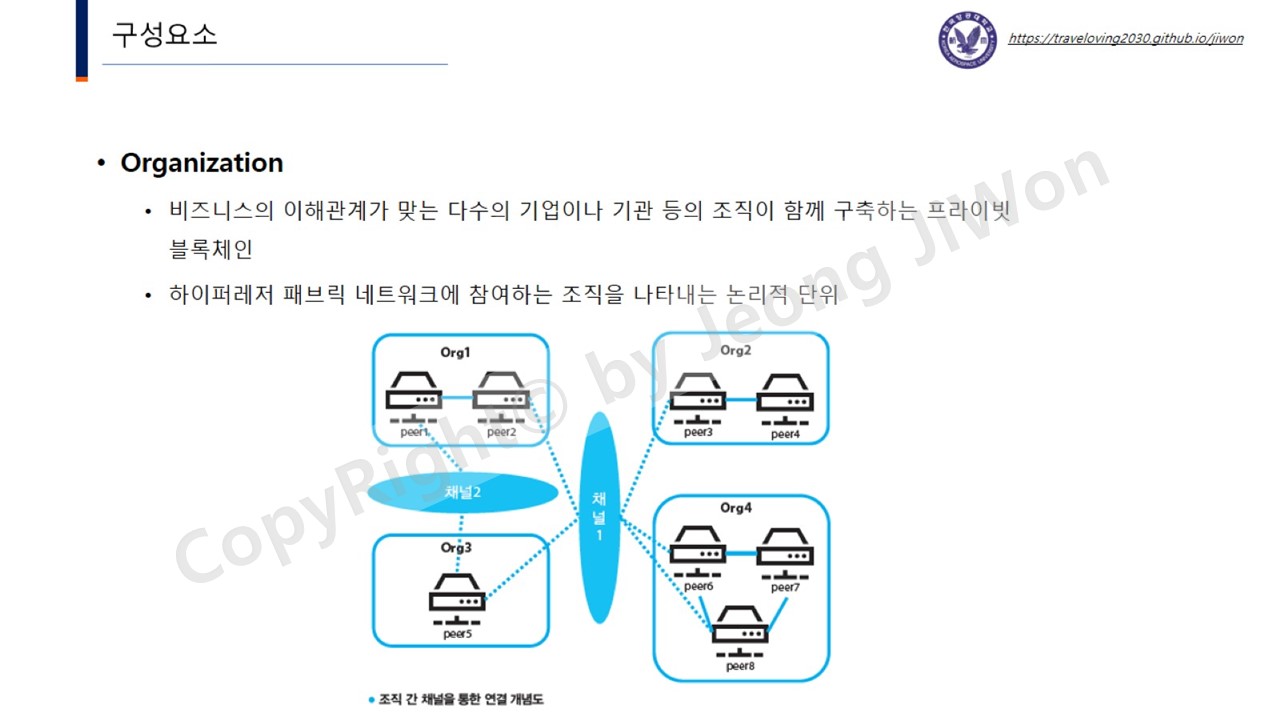 구성요소
https://traveloving2030.github.io/jiwon
• Organization
• 비즈니스의 이해관계가 맞는 다수의 기업이나 기관 등의 조직이 함께 구축하는 프라이빗
블록체인
• 하이퍼레저 패브릭 네트워크에 참여하는 조직을 나타내는 논리적 단위
CopyRight© by Jeong JiWon
Org1
peer1
peer2
Org2
peer3
peer4
채널2
채
널
1
Org3
peer5
Org4
peer6
peer7
peer8
• 조직 간 채널을 통한 연결 개념도